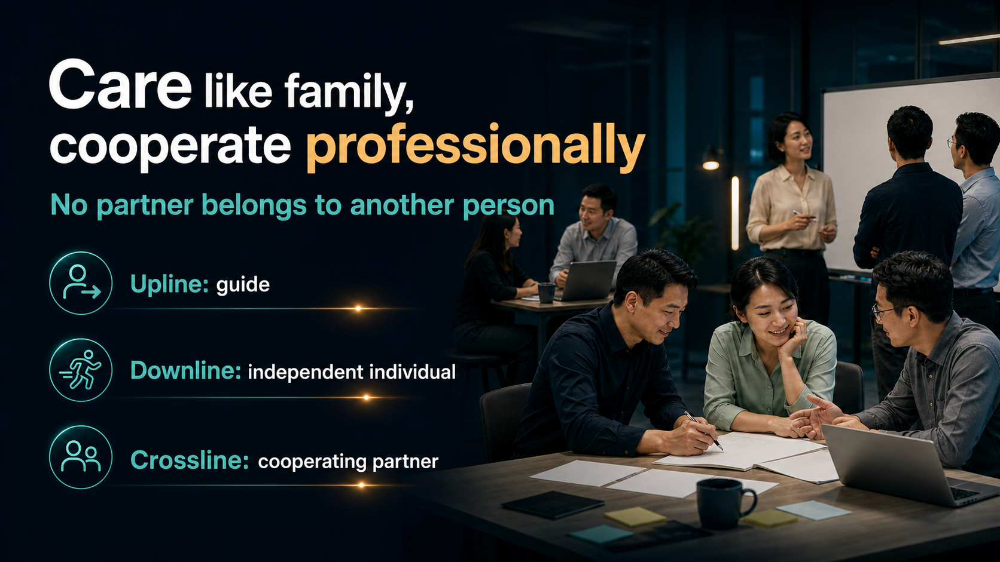 Care like family,
cooperate professionally
No partner belongs to another person
Upline: guide
Downline: independent individual
Crossline: cooperating partner